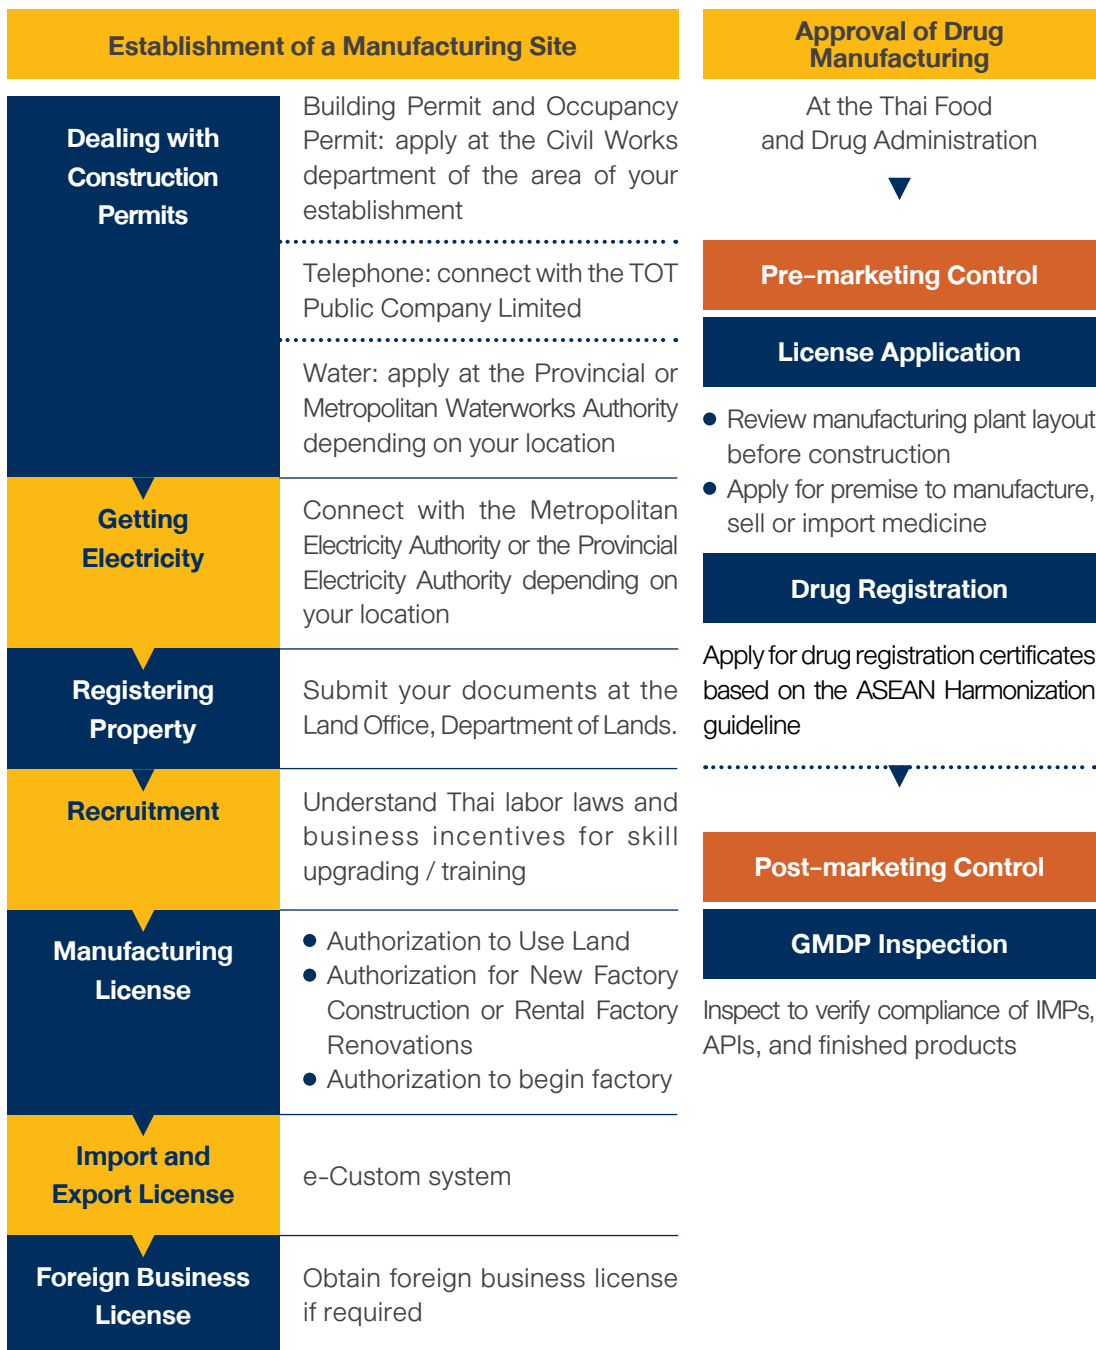 Establishment of a Manufacturing Site
Dealing with
Construction
Permits
Building Permit and Occupancy
Permit: apply at the Civil Works
department of the area of your
establishment
Telephone: connect with the TOT
Public Company Limited
Water: apply at the Provincial or
Metropolitan Waterworks Authority
depending on your location
Getting
Electricity
Connect with the Metropolitan
Electricity Authority or the Provincial
Electricity Authority depending on
your location
Registering
Property
Submit your documents at the
Land Office, Department of Lands.
Recruitment
Understand Thai labor laws and
business incentives for skill
upgrading / training
Manufacturing
License
● Authorization to Use Land
● Authorization for New Factory
Construction or Rental Factory
Renovations
● Authorization to begin factory
Import and
Export License
e-Custom system
Foreign Business
License
Obtain foreign business license
if required
Approval of Drug
Manufacturing
At the Thai Food
and Drug Administration
Pre-marketing Control
License Application
● Review manufacturing plant layout
before construction
● Apply for premise to manufacture,
sell or import medicine
Drug Registration
Apply for drug registration certificates
based on the ASEAN Harmonization
guideline
Post-marketing Control
GMDP Inspection
Inspect to verify compliance of IMPs,
APIs, and finished products